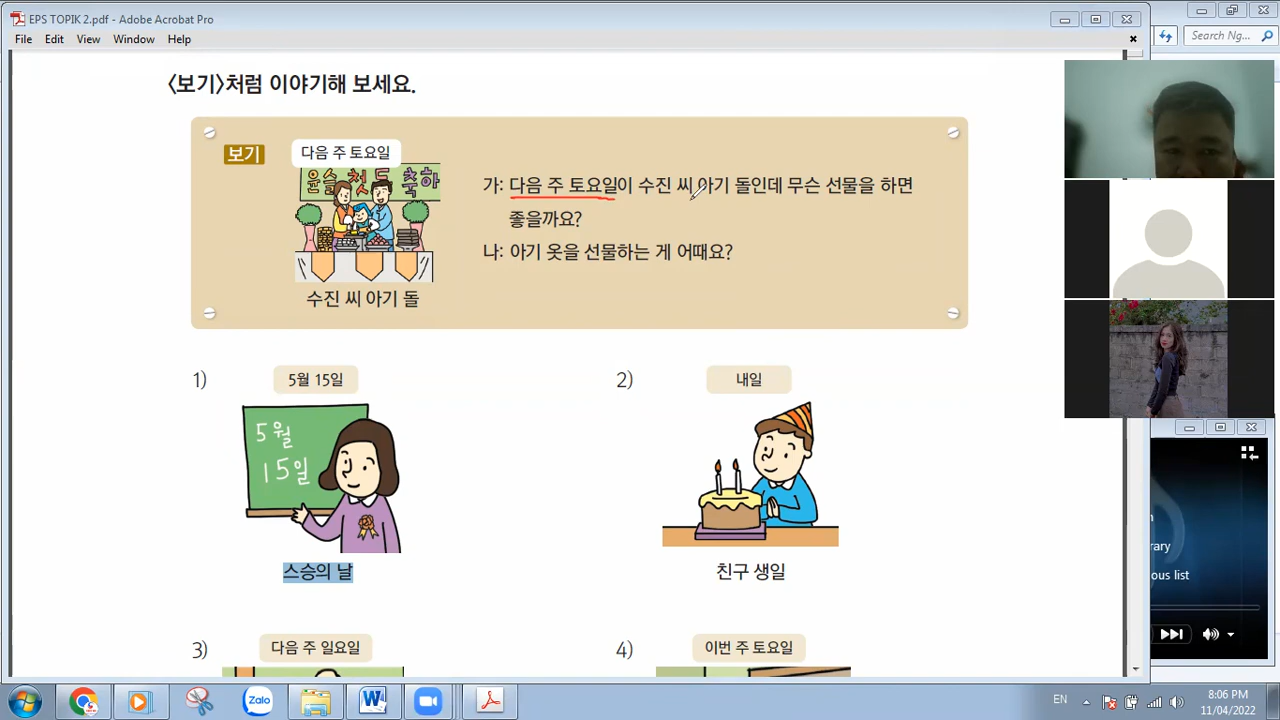 EPS TOPIK 2.pdf - Adobe Acrobat Pro
File Edit View Window Help
Search Ng...
〈보기〉처럼 이야기해 보세요.
보기
다음 주 토요일
윤슬 첫 돌 축하
수진 씨 아기 돌
가: 다음 주 토요일이 수진 씨 아기 돌인데 무슨 선물을 하면
좋을까요?
나: 아기 옷을 선물하는 게 어때요?
1)
5월 15일
5월
15일
스승의 날
2)
내일
친구 생일
3)
다음 주 일요일
4)
이번 주 토요일
rary
ous list
Zalo
EN
8:06 PM
11/04/2022